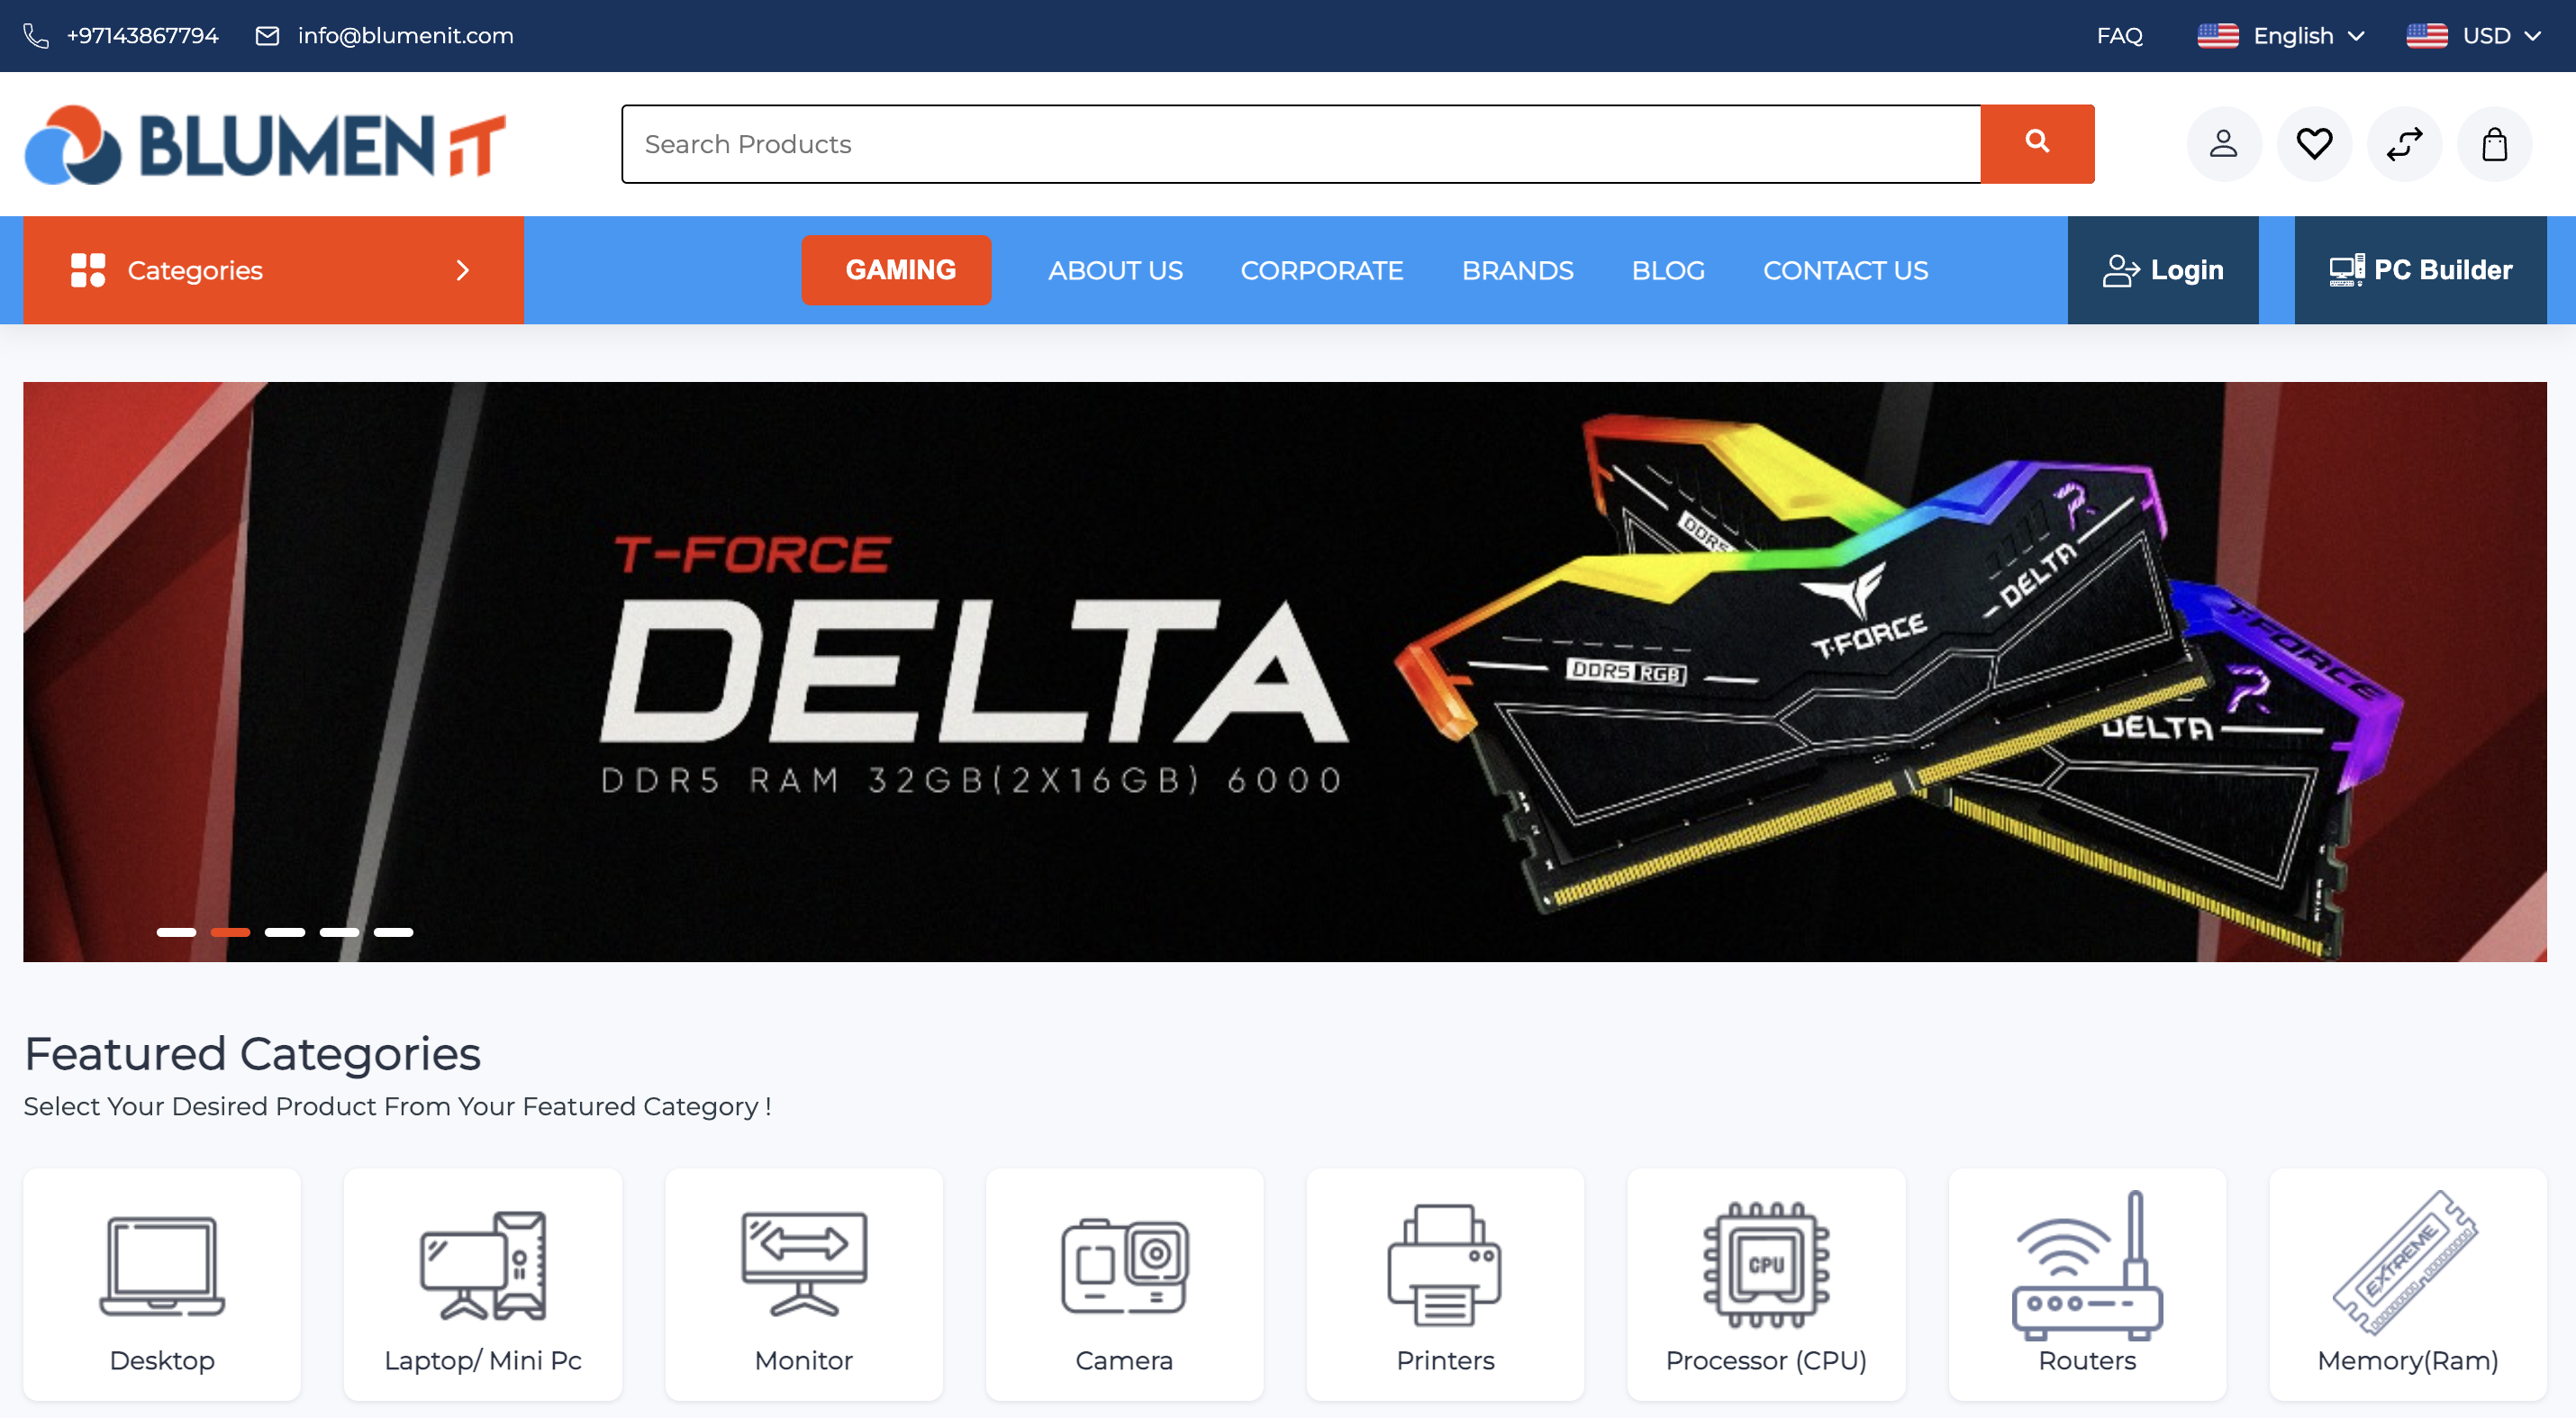 +97143867794
info@blumenit.com
FAQ
English
USD
BLUMEN iT
Search Products
Categories
GAMING
ABOUT US
CORPORATE
BRANDS
BLOG
CONTACT US
Login
PC Builder
T-FORCE
DELTA
DDR5 RAM 32GB(2X16GB) 6000
DDR5
DELTA
T-FORCE
DDR5 RGB
T-FORCE
DELTA
Featured Categories
Select Your Desired Product From Your Featured Category !
CPU
EXTREME
Desktop
Laptop/ Mini Pc
Monitor
Camera
Printers
Processor (CPU)
Routers
Memory(Ram)